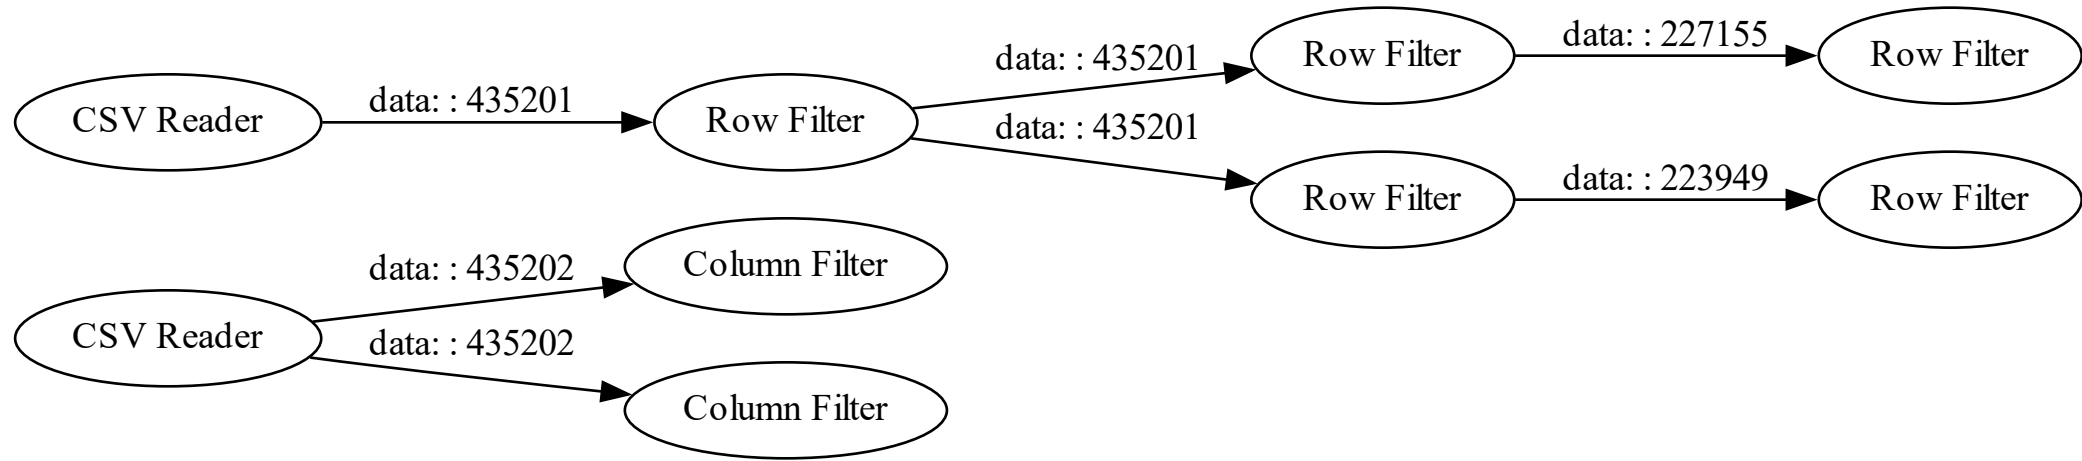 CSV Reader
data: : 435201
Row Filter
data: : 435201
Row Filter
data: : 227155
Row Filter
data: : 435201
Row Filter
data: : 223949
Row Filter
CSV Reader
data: : 435202
Column Filter
data: : 435202
Column Filter